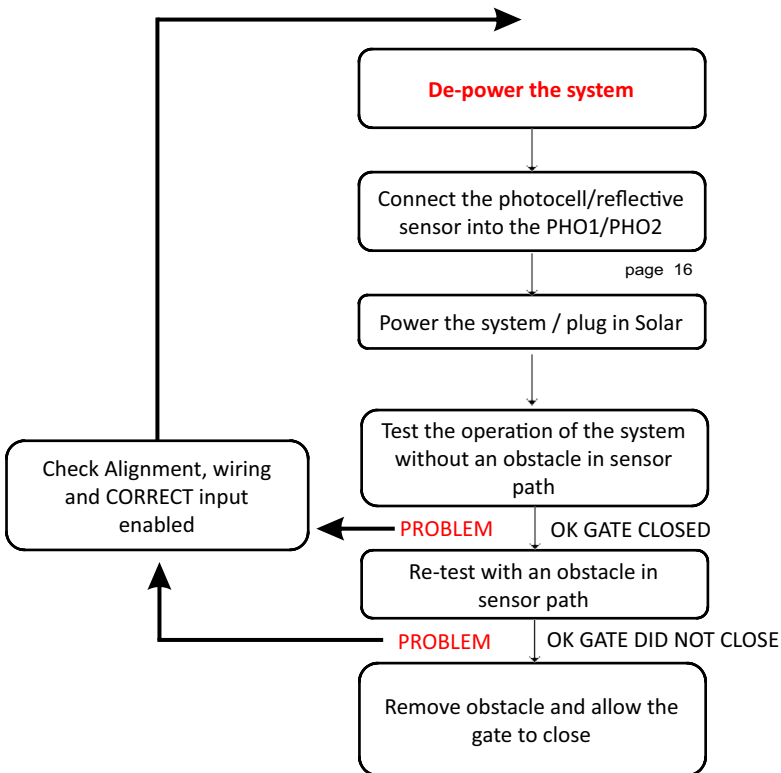 De-power the system
Connect the photocell/reflective
sensor into the PHO1/PHO2
page 16
Power the system / plug in Solar
Test the operation of the system
without an obstacle in sensor
path
Check Alignment, wiring
and CORRECT input
enabled
PROBLEM
OK GATE CLOSED
Re-test with an obstacle in
sensor path
PROBLEM
OK GATE DID NOT CLOSE
Remove obstacle and allow the
gate to close